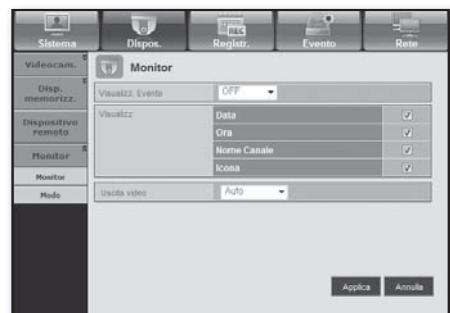 Sistema
Dispos.
Registr.
Evento
Rete
REC
Videocam.
Disp.
memorizz.
Dispositivo
remoto
Monitor
Monitor
Modo
Monitor
Visualizz. Evento
OFF
Visualizz
Data
Ora
Nome Canale
Icona
Uscita video
Auto
Applica
Annulla